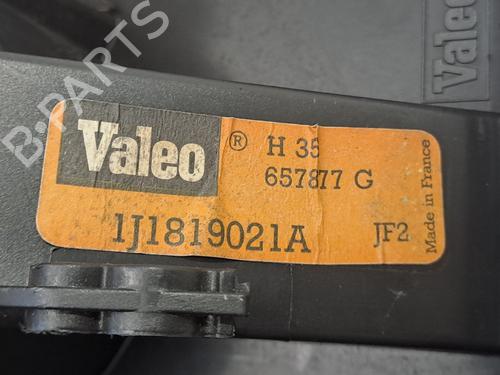 Valeo
Valeo ® H 35
657877 G
1J1819021A JF2
Made in France
B-PARTS